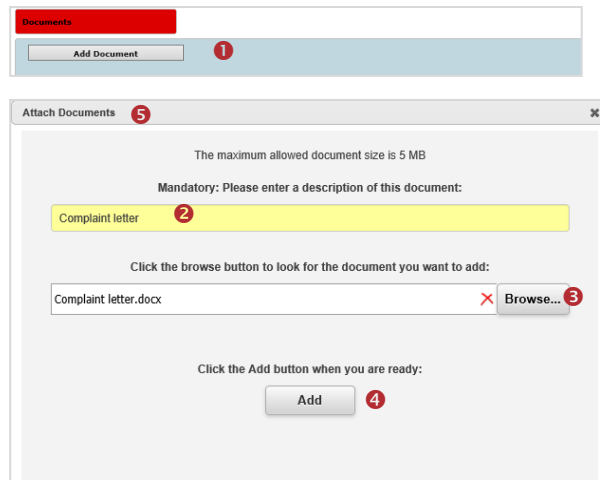 Documents
Add Document 1
Attach Documents 5
The maximum allowed document size is 5 MB
Mandatory: Please enter a description of this document:
Complaint letter 2
Click the browse button to look for the document you want to add:
Complaint letter.docx Browse... 3
Click the Add button when you are ready:
Add 4